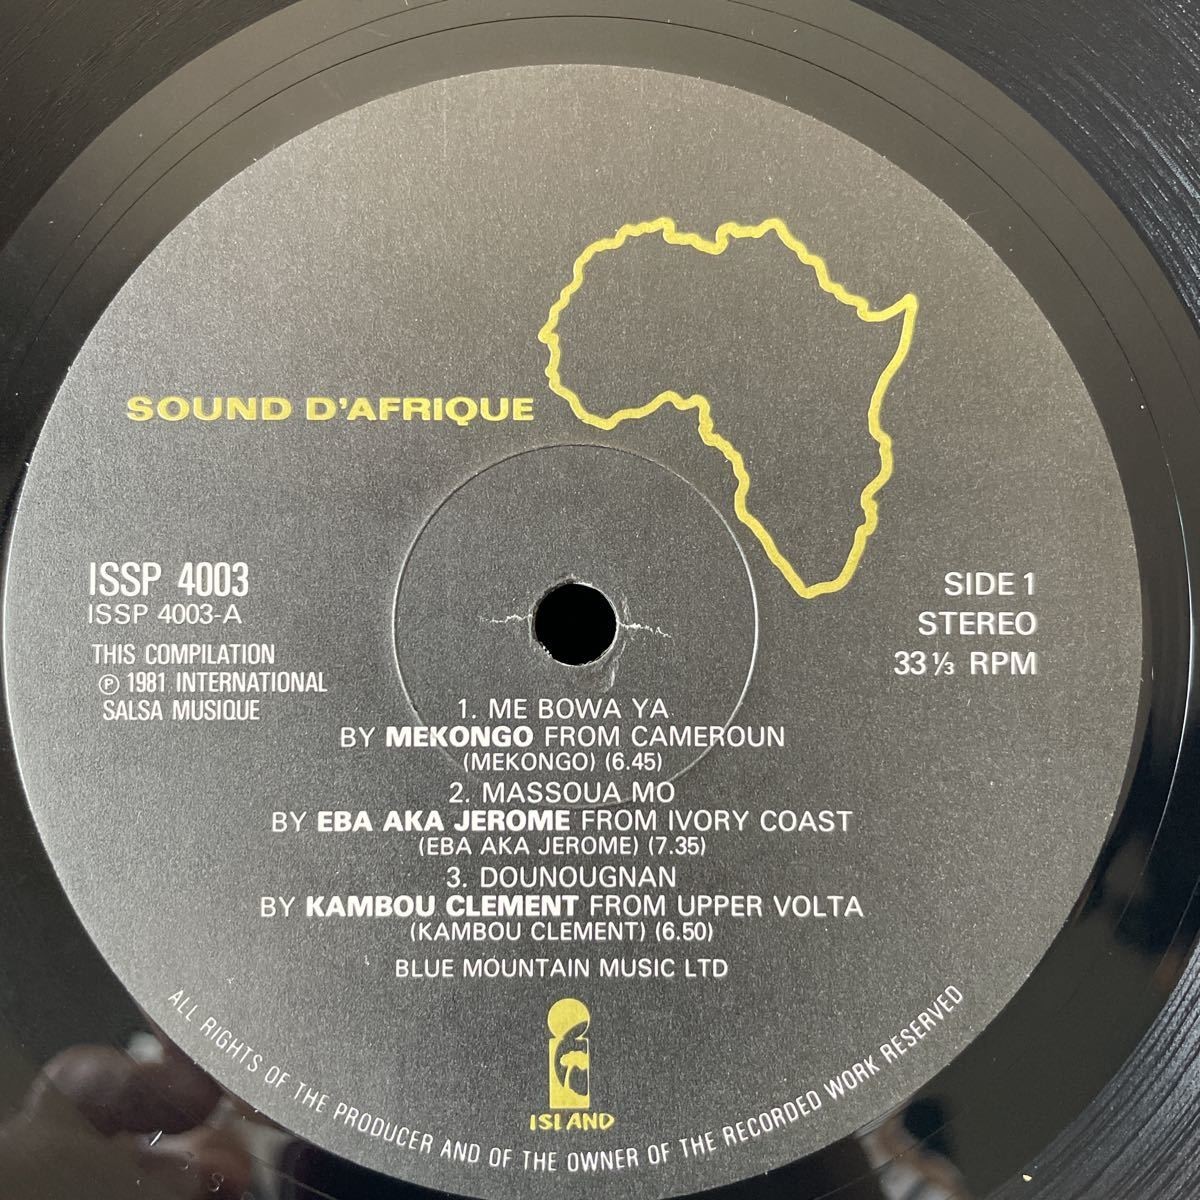 SOUND D'AFRIQUE
ISSP 4003
ISSP 4003-A
THIS COMPILATION
℗ 1981 INTERNATIONAL
SALSA MUSIQUE
SIDE 1
STEREO
33 ⅓ RPM
1. ME BOWA YA
BY MEKONGO FROM CAMEROUN
(MEKONGO) (6.45)
2. MASSOUA MO
BY EBA AKA JEROME FROM IVORY COAST
(EBA AKA JEROME) (7.35)
3. DOUNOUGNAN
BY KAMBOU CLEMENT FROM UPPER VOLTA
(KAMBOU CLEMENT) (6.50)
BLUE MOUNTAIN MUSIC LTD
ISLAND
ALL RIGHTS OF THE PRODUCER AND OF THE OWNER OF THE RECORDED WORK RESERVED